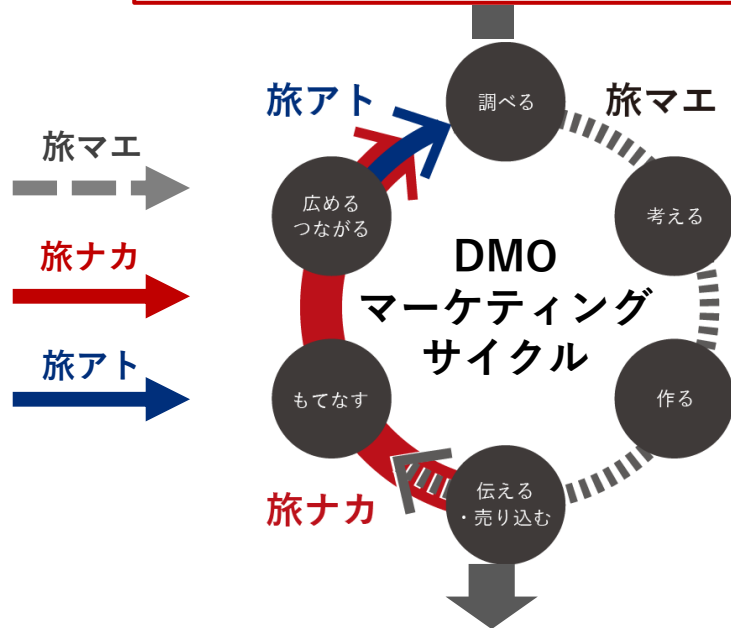 旅アト
調べる
旅マエ
旅マエ
広める
つながる
考える
旅ナカ
DMO
マーケティング
サイクル
旅アト
もてなす
作る
旅ナカ
伝える
・売り込む